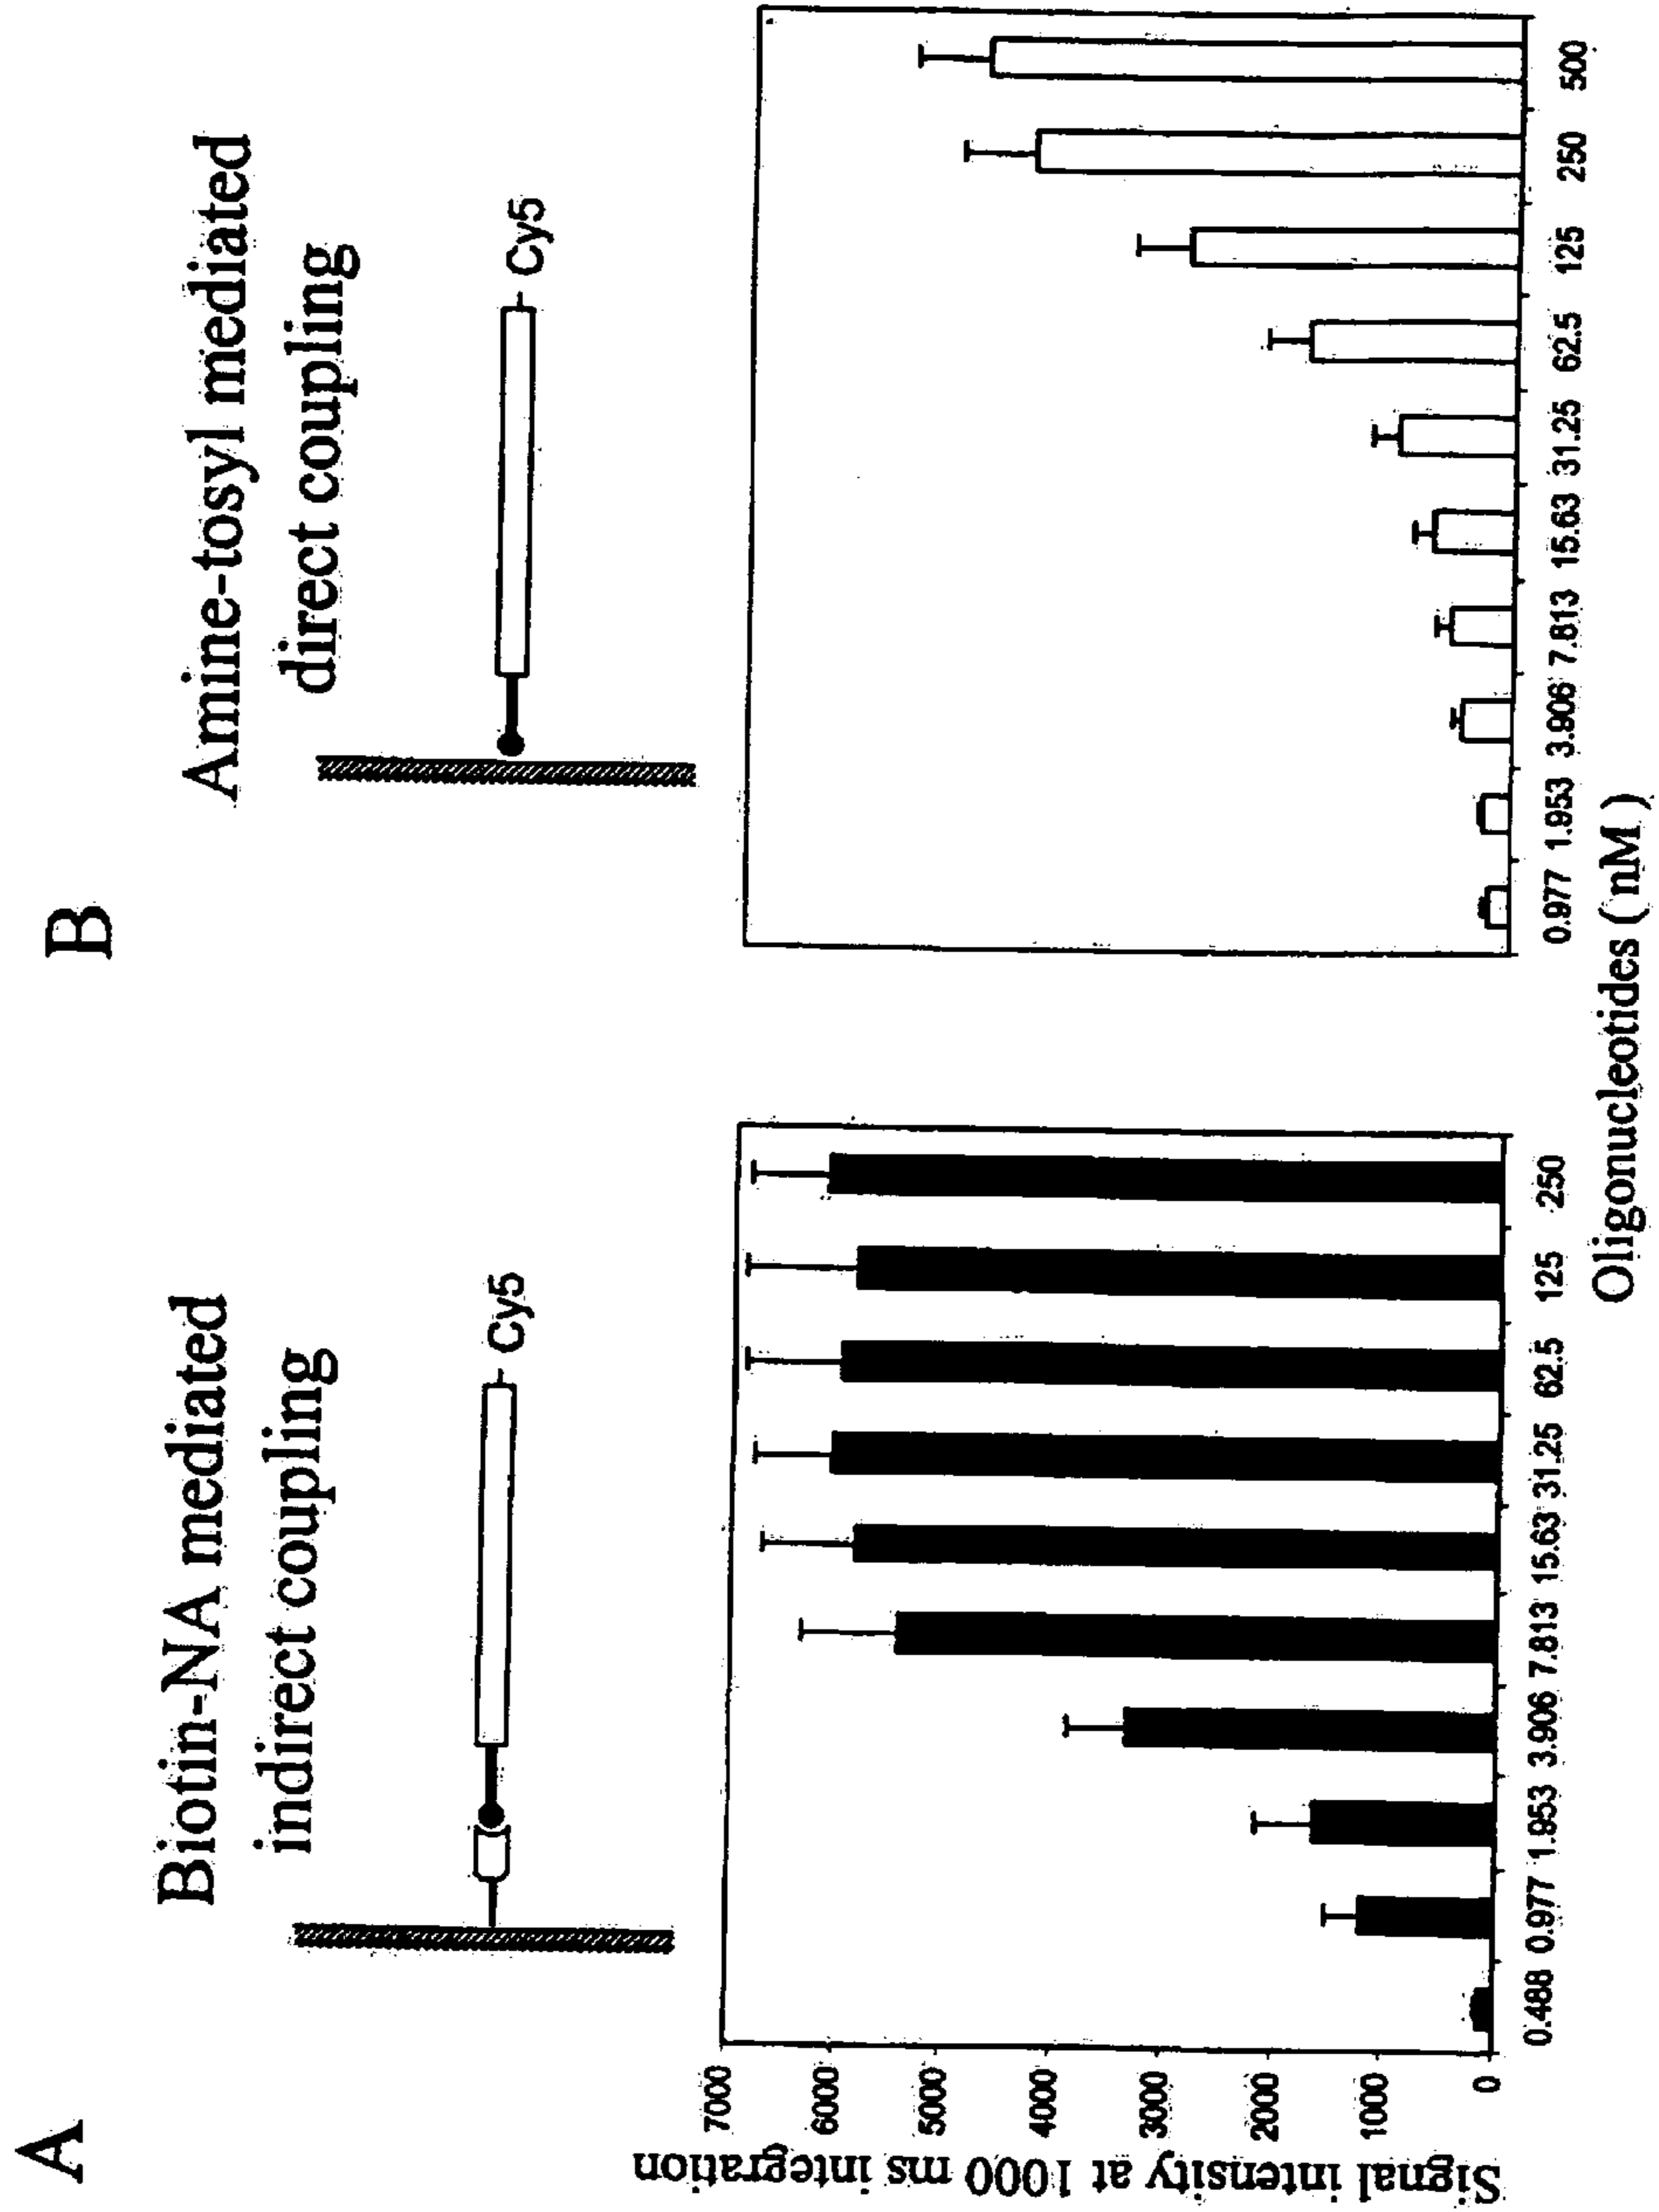 A
Biotin-NA mediated
indirect coupling
Cy5
Signal intensity at 1000 ms integration
7000
6000
5000
4000
3000
2000
1000
0
0.488 0.977 1.953 3.906 7.813 15.63 31.25 62.5 125 250
B
Amine-tosyl mediated
direct coupling
Cy5
0.977 1.953 3.906 7.813 15.63 31.25 62.5 125 250 500
Oligonucleotides (nM)